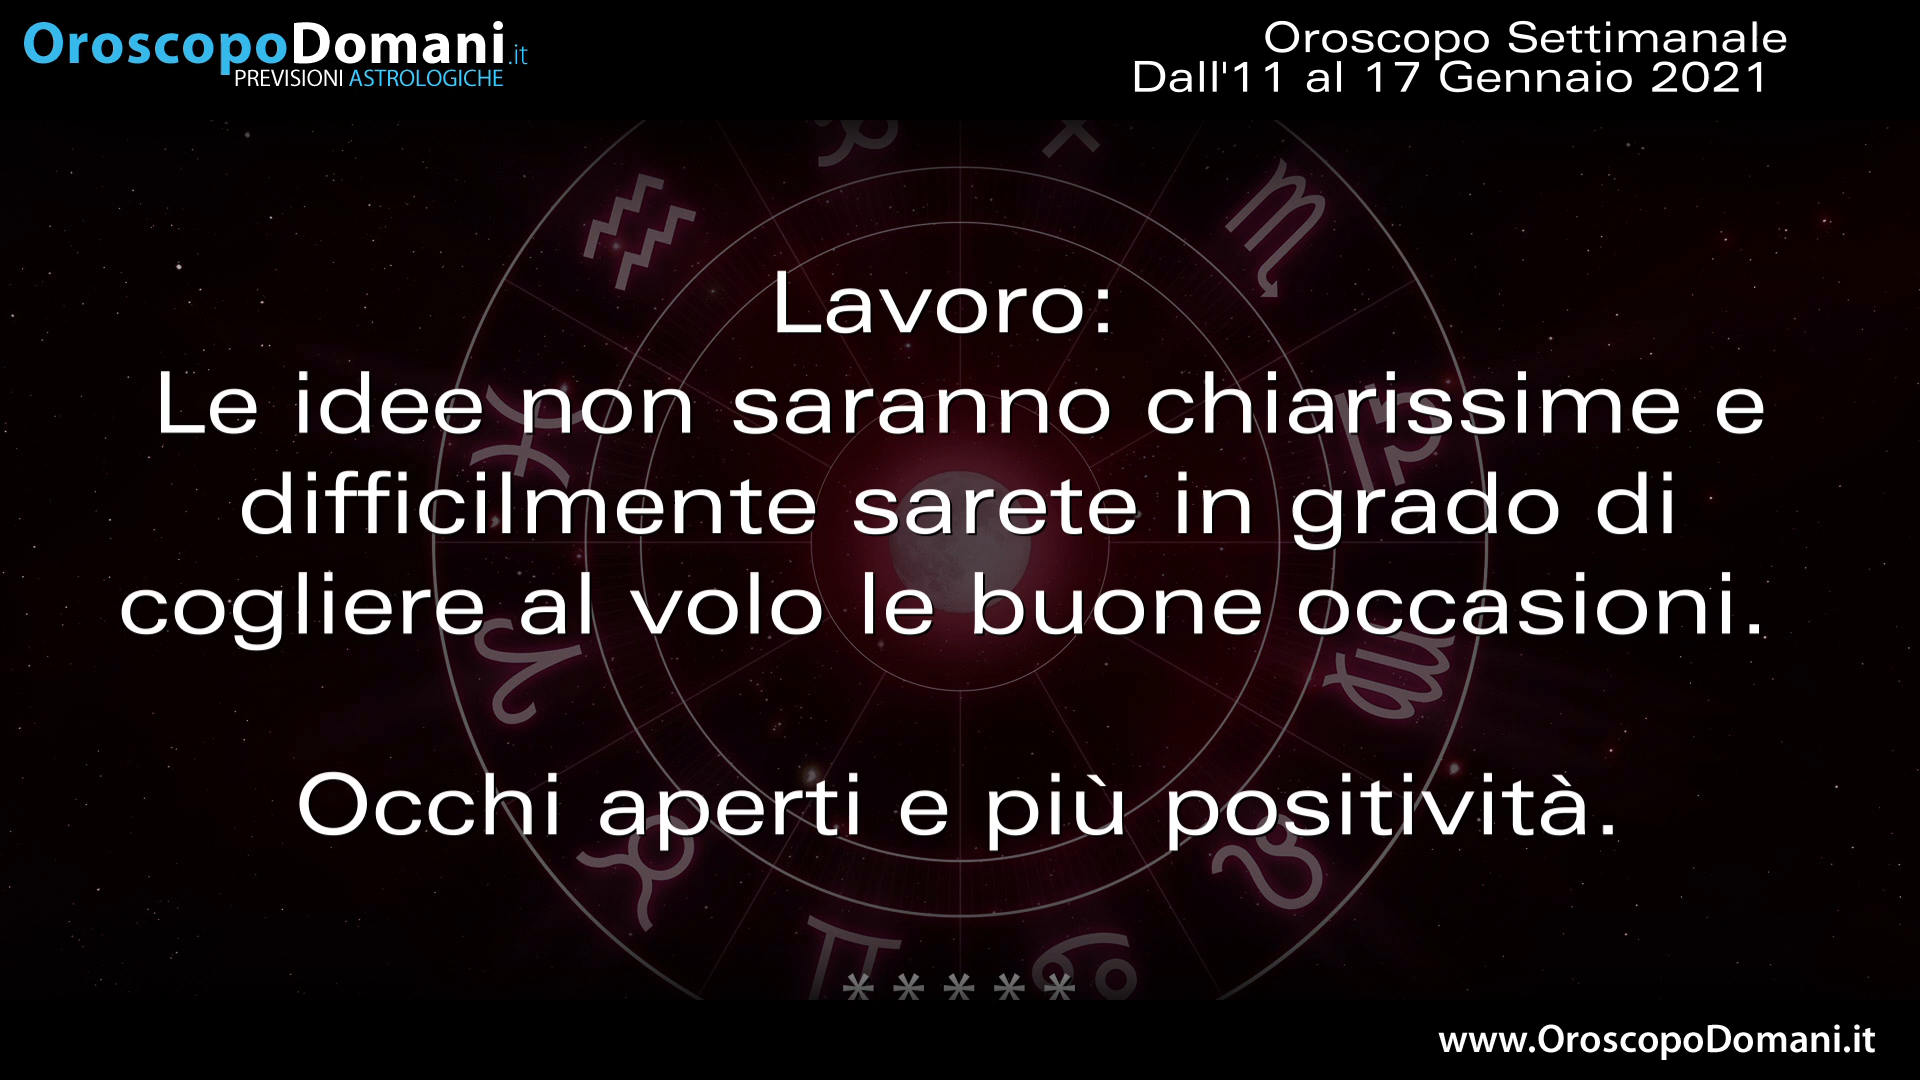 OroscopoDomani.it
PREVISIONI ASTROLOGICHE
Oroscopo Settimanale
Dall'11 al 17 Gennaio 2021
Lavoro:
Le idee non saranno chiarissime e
difficilmente sarete in grado di
cogliere al volo le buone occasioni.
Occhi aperti e più positività.
* * * * *
www.OroscopoDomani.it